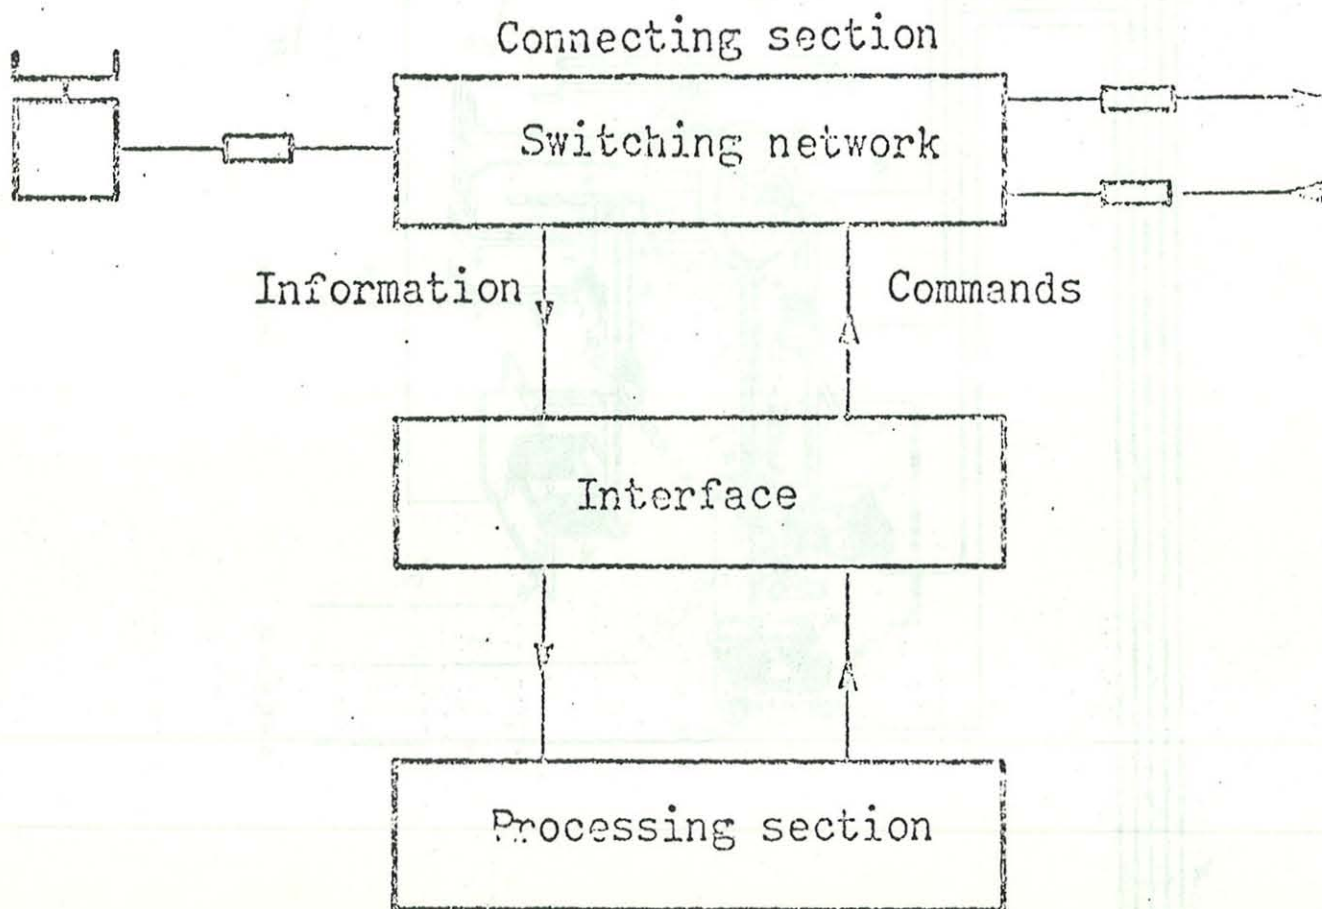 Connecting section
Switching network
Information
Commands
Interface
Processing section